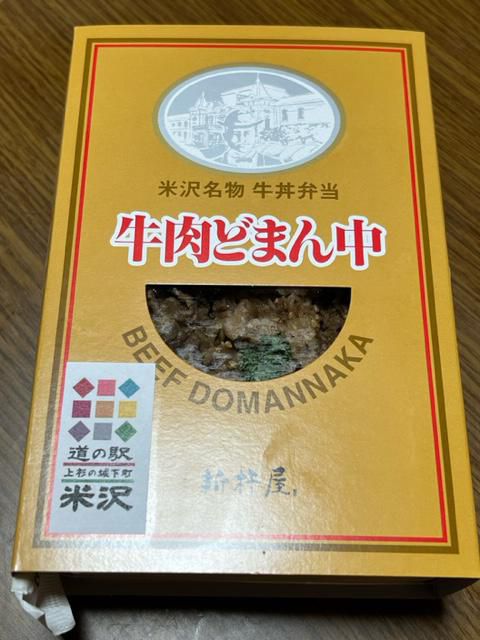 米沢名物 牛丼弁当
牛肉どまん中
BEEF DOMANNAKA
道の駅
上杉の城下町
米沢
新杵屋